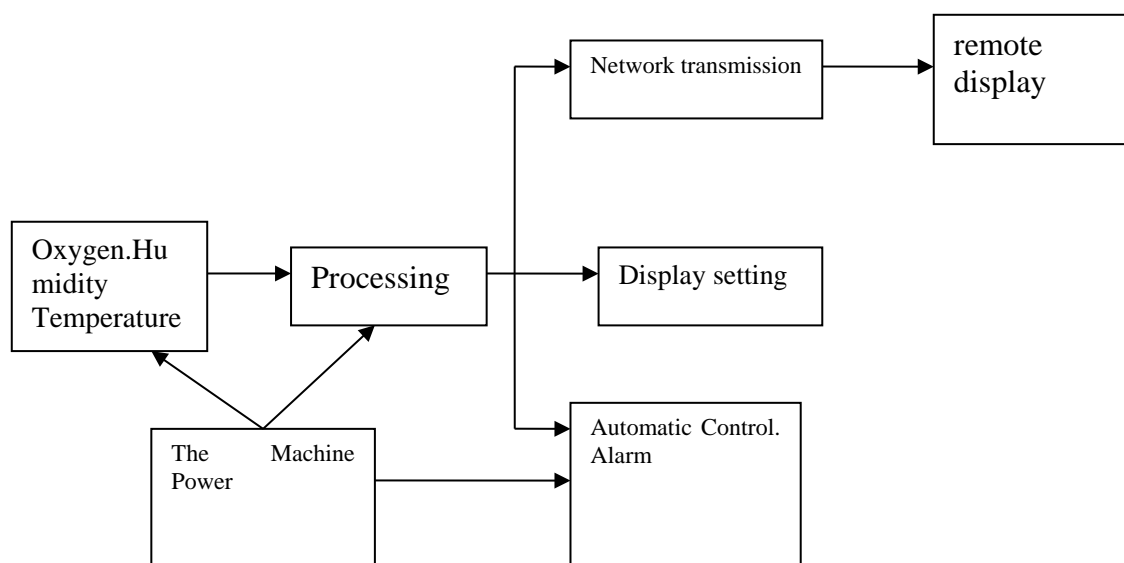 remote
display
Network transmission
Oxygen.Hu
midity
Temperature
Processing
Display setting
The Machine
Power
Automatic Control.
Alarm